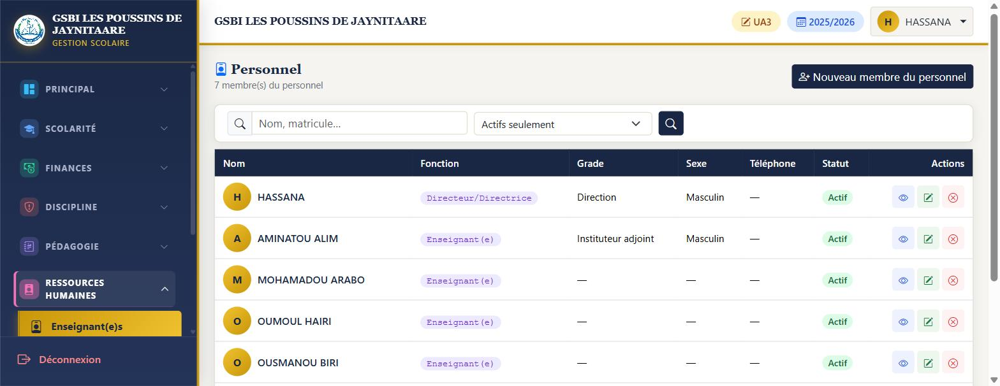 GSBI LES POUSSINS DE
JAYNITAARE
GESTION SCOLAIRE
PRINCIPAL
SCOLARITÉ
FINANCES
DISCIPLINE
PÉDAGOGIE
RESSOURCES
HUMAINES
Enseignant(e)s
Déconnexion
GSBI LES POUSSINS DE JAYNITAARE
UA3
2025/2026
H HASSANA
Personnel
7 membre(s) du personnel
Nouveau membre du personnel
Nom, matricule...
Actifs seulement
Nom Fonction Grade Sexe Téléphone Statut Actions
H HASSANA Directeur/Directrice Direction Masculin — Actif
A AMINATOU ALIM Enseignant(e) Instituteur adjoint Masculin — Actif
M MOHAMADOU ARABO Enseignant(e) — — — Actif
O OUMOUL HAIRI Enseignant(e) — — — Actif
O OUSMANOU BIRI Enseignant(e) — — — Actif